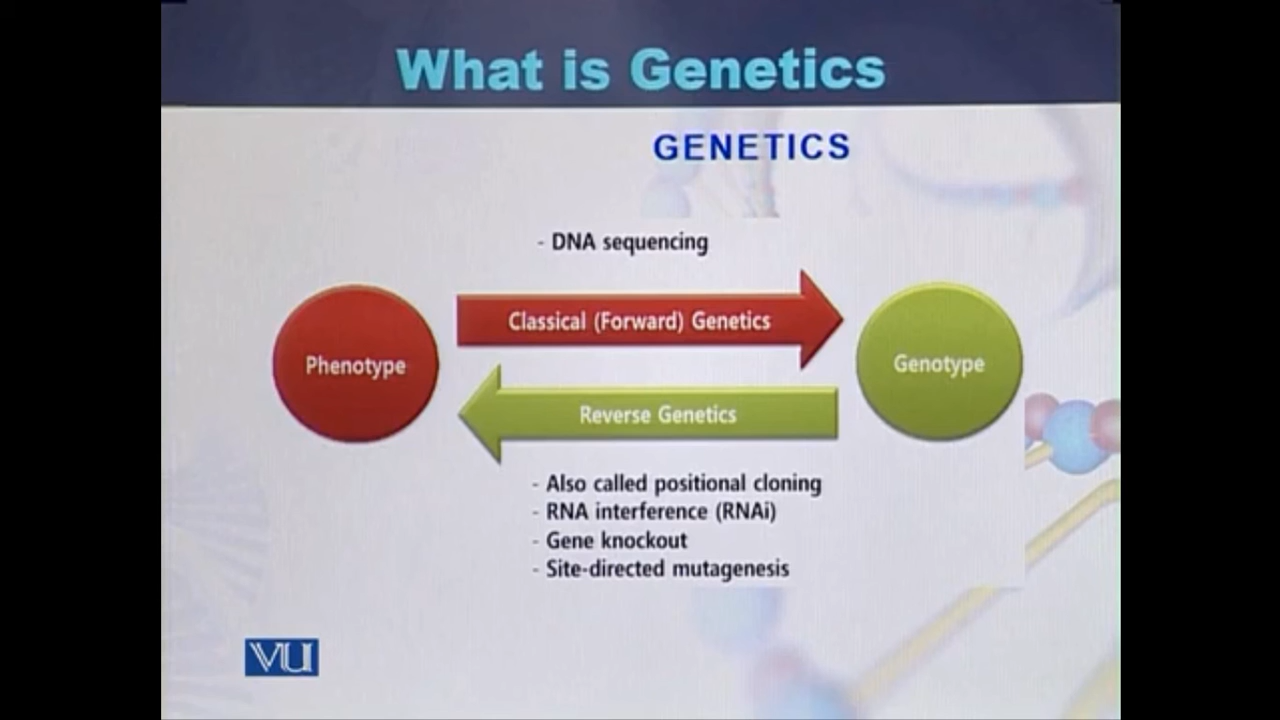 What is Genetics
GENETICS
- DNA sequencing
Classical (Forward) Genetics
Phenotype
Genotype
Reverse Genetics
- Also called positional cloning
- RNA interference (RNAi)
- Gene knockout
- Site-directed mutagenesis
VU